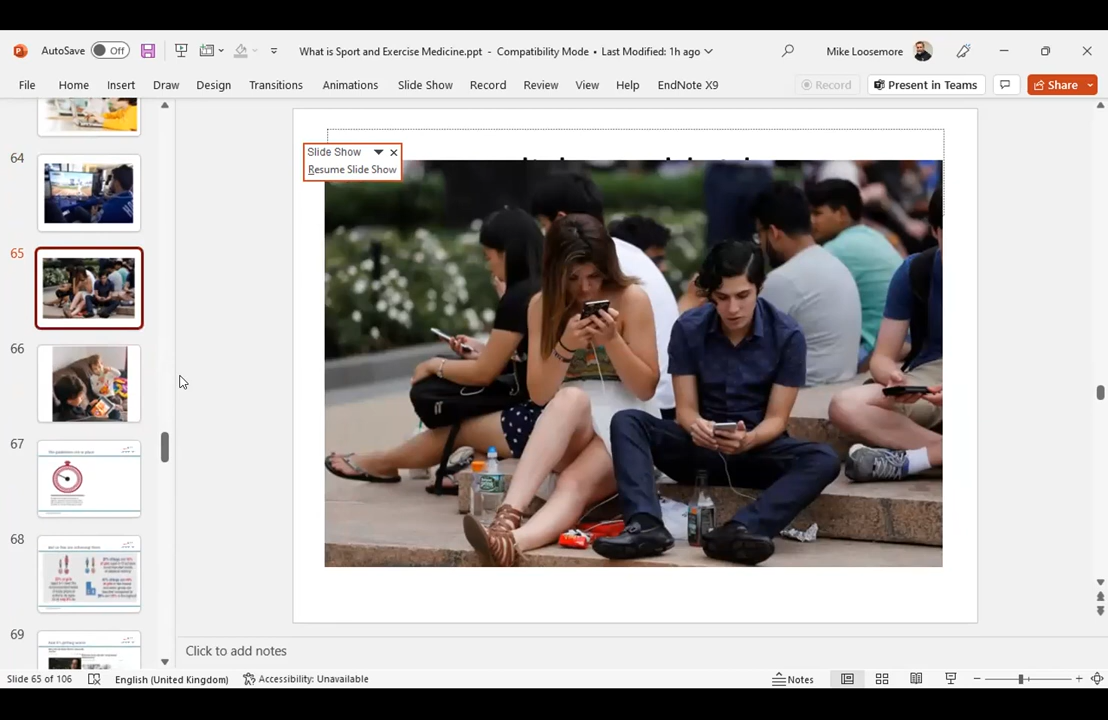 AutoSave Off What is Sport and Exercise Medicine.ppt - Compatibility Mode • Last Modified: 1h ago Mike Loosemore
File Home Insert Draw Design Transitions Animations Slide Show Record Review View Help EndNote X9 Record Present in Teams Share
Slide Show
Resume Slide Show
64
65
66
67
68
69
Click to add notes
Slide 65 of 106 English (United Kingdom) Accessibility: Unavailable Notes